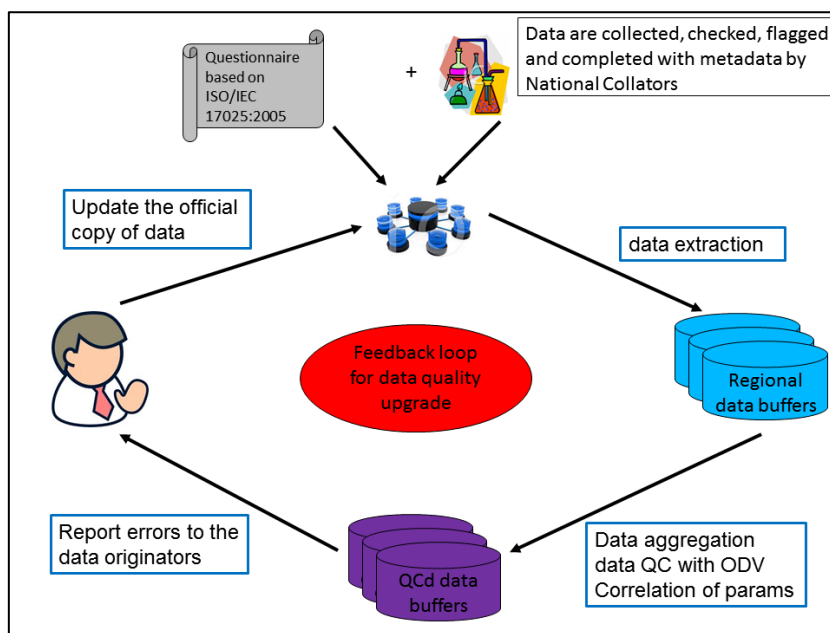 Questionnaire
based on
ISO/IEC
17025:2005
+
Data are collected, checked, flagged
and completed with metadata by
National Collators
Update the official
copy of data
data extraction
Feedback loop
for data quality
upgrade
Regional
data buffers
Report errors to the
data originators
QCd data
buffers
Data aggregation
data QC with ODV
Correlation of params